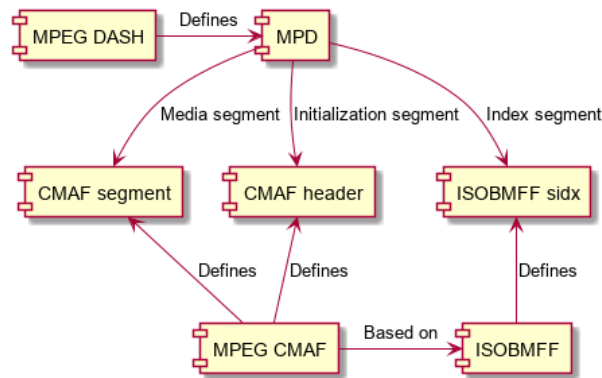 Defines
MPEG DASH
MPD
Media segment
Initialization segment
Index segment
CMAF segment
CMAF header
ISOBMFF sidx
Defines
Defines
Defines
Based on
MPEG CMAF
ISOBMFF